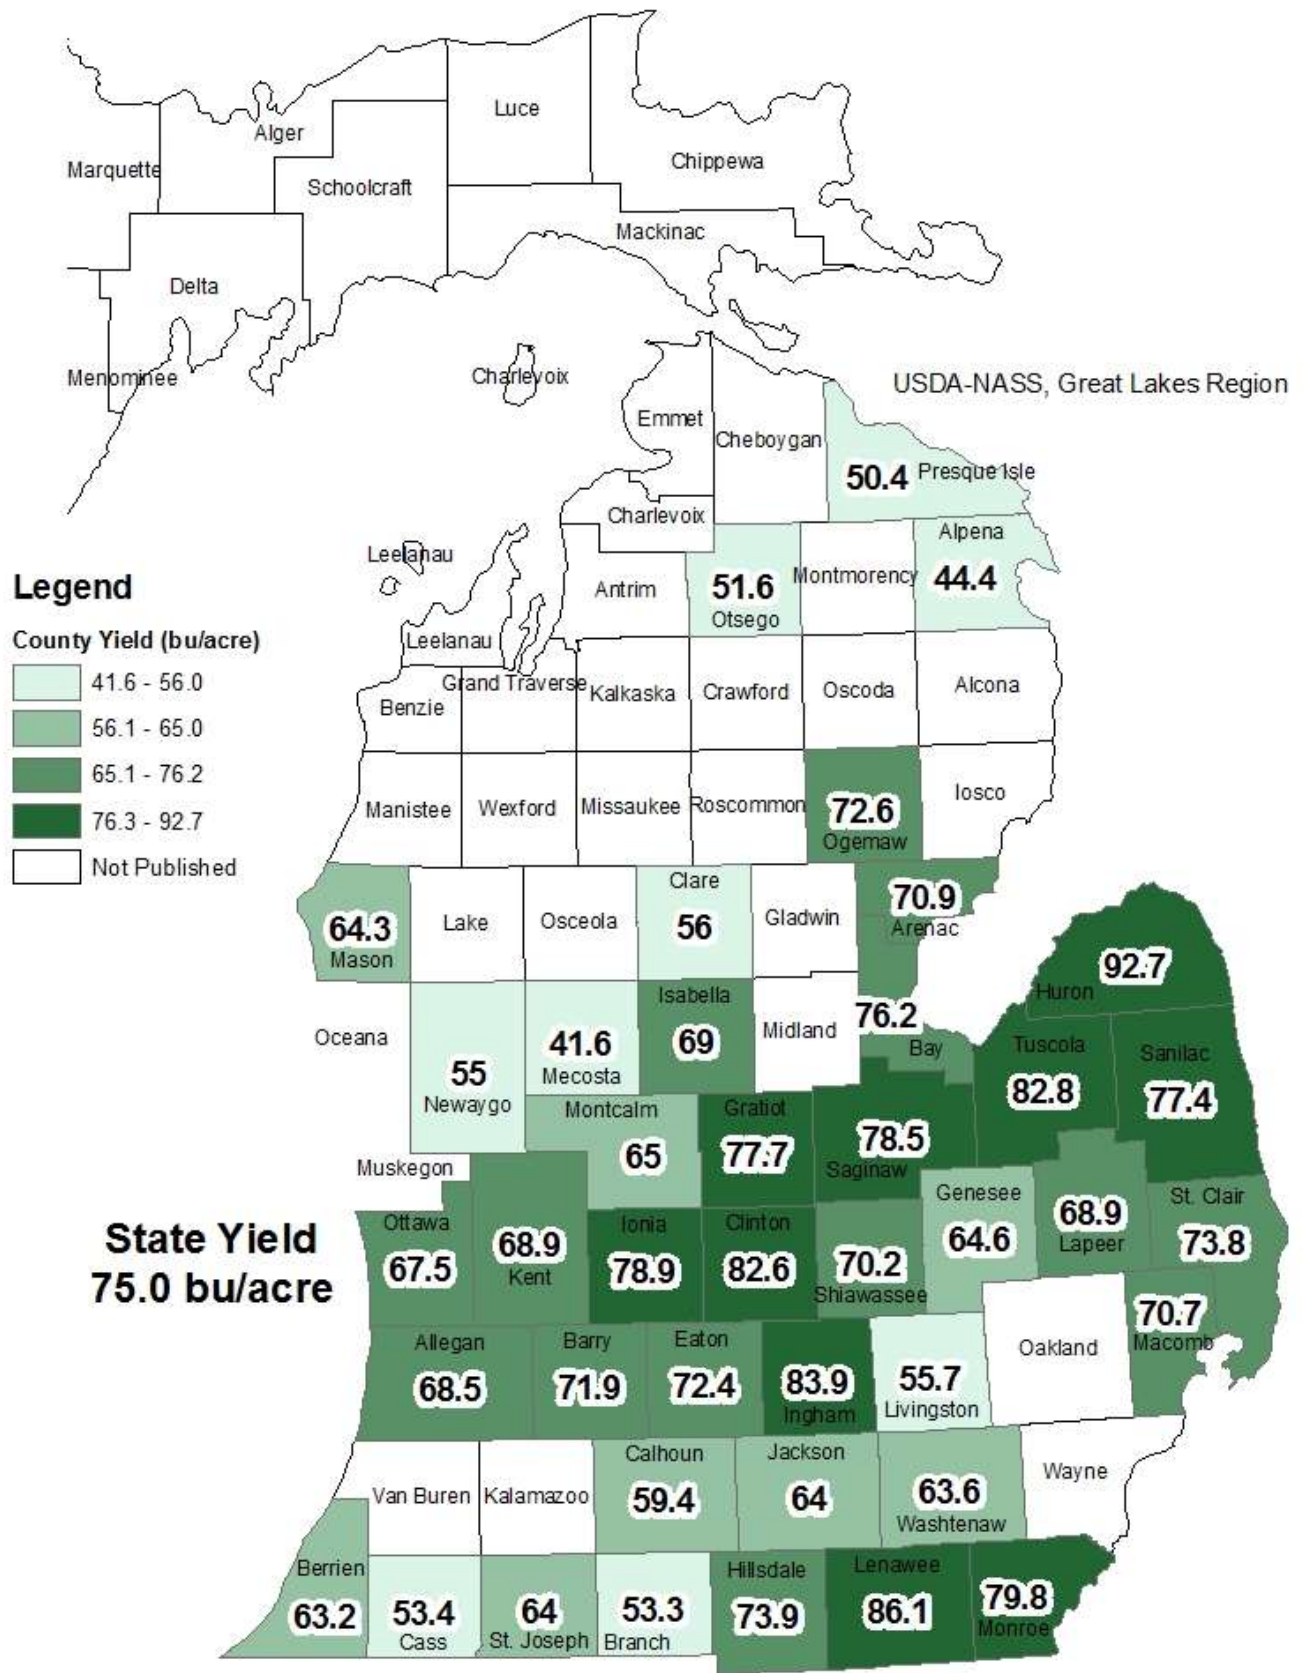 Luce
Alger
Chippewa
Marquette
Schoolcraft
Mackinac
Delta
Menominee
Charlevoix
USDA-NASS, Great Lakes Region
Emmet
Cheboygan
50.4 Presque Isle
Charlevoix
Alpena
44.4
Leelanau
Montmorency
51.6
Otsego
Antrim
Legend
County Yield (bu/acre)
41.6 - 56.0
56.1 - 65.0
65.1 - 76.2
76.3 - 92.7
Not Published
Leelanau
Grand Traverse
Benzie
Kalkaska
Crawford
Oscoda
Alcona
Manistee
Wexford
Missaukee
Roscommon
72.6
Ogemaw
Iosco
64.3
Mason
Lake
Osceola
Clare
56
Gladwin
70.9
Arenac
92.7
Huron
Oceana
55
Newaygo
41.6
Mecosta
Isabella
69
Midland
76.2
Bay
Tuscola
82.8
Sanilac
77.4
Montcalm
65
Gratiot
77.7
78.5
Saginaw
Muskegon
Genesee
64.6
68.9
Lapeer
St. Clair
73.8
State Yield
75.0 bu/acre
Ottawa
67.5
68.9
Kent
Ionia
78.9
Clinton
82.6
70.2
Shiawassee
70.7
Macomb
Oakland
Allegan
68.5
Barry
71.9
Eaton
72.4
83.9
Ingham
55.7
Livingston
Van Buren
Kalamazoo
Calhoun
59.4
Jackson
64
63.6
Washtenaw
Wayne
Berrien
63.2
53.4
Cass
64
St. Joseph
53.3
Branch
Hillsdale
73.9
Lenawee
86.1
79.8
Monroe